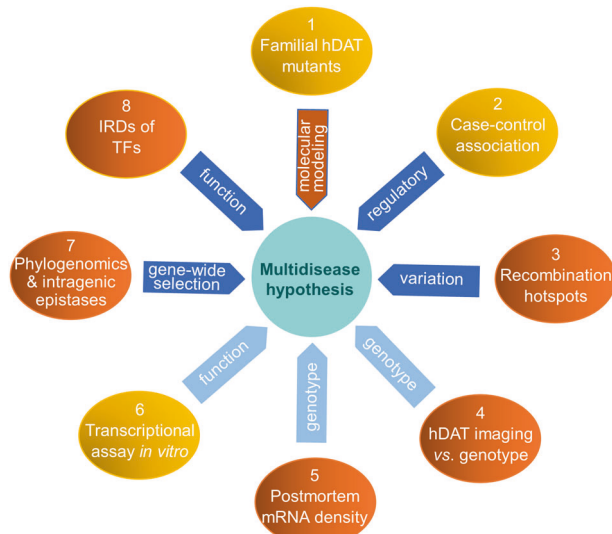 1
Familial hDAT
mutants
molecular
modeling
2
Case-control
association
regulatory
3
Recombination
hotspots
variation
4
hDAT imaging
vs. genotype
genotype
5
Postmortem
mRNA density
genotype
6
Transcriptional
assay in vitro
function
7
Phylogenomics
& intragenic
epistases
gene-wide
selection
8
IRDs of
TFs
function
Multidisease
hypothesis